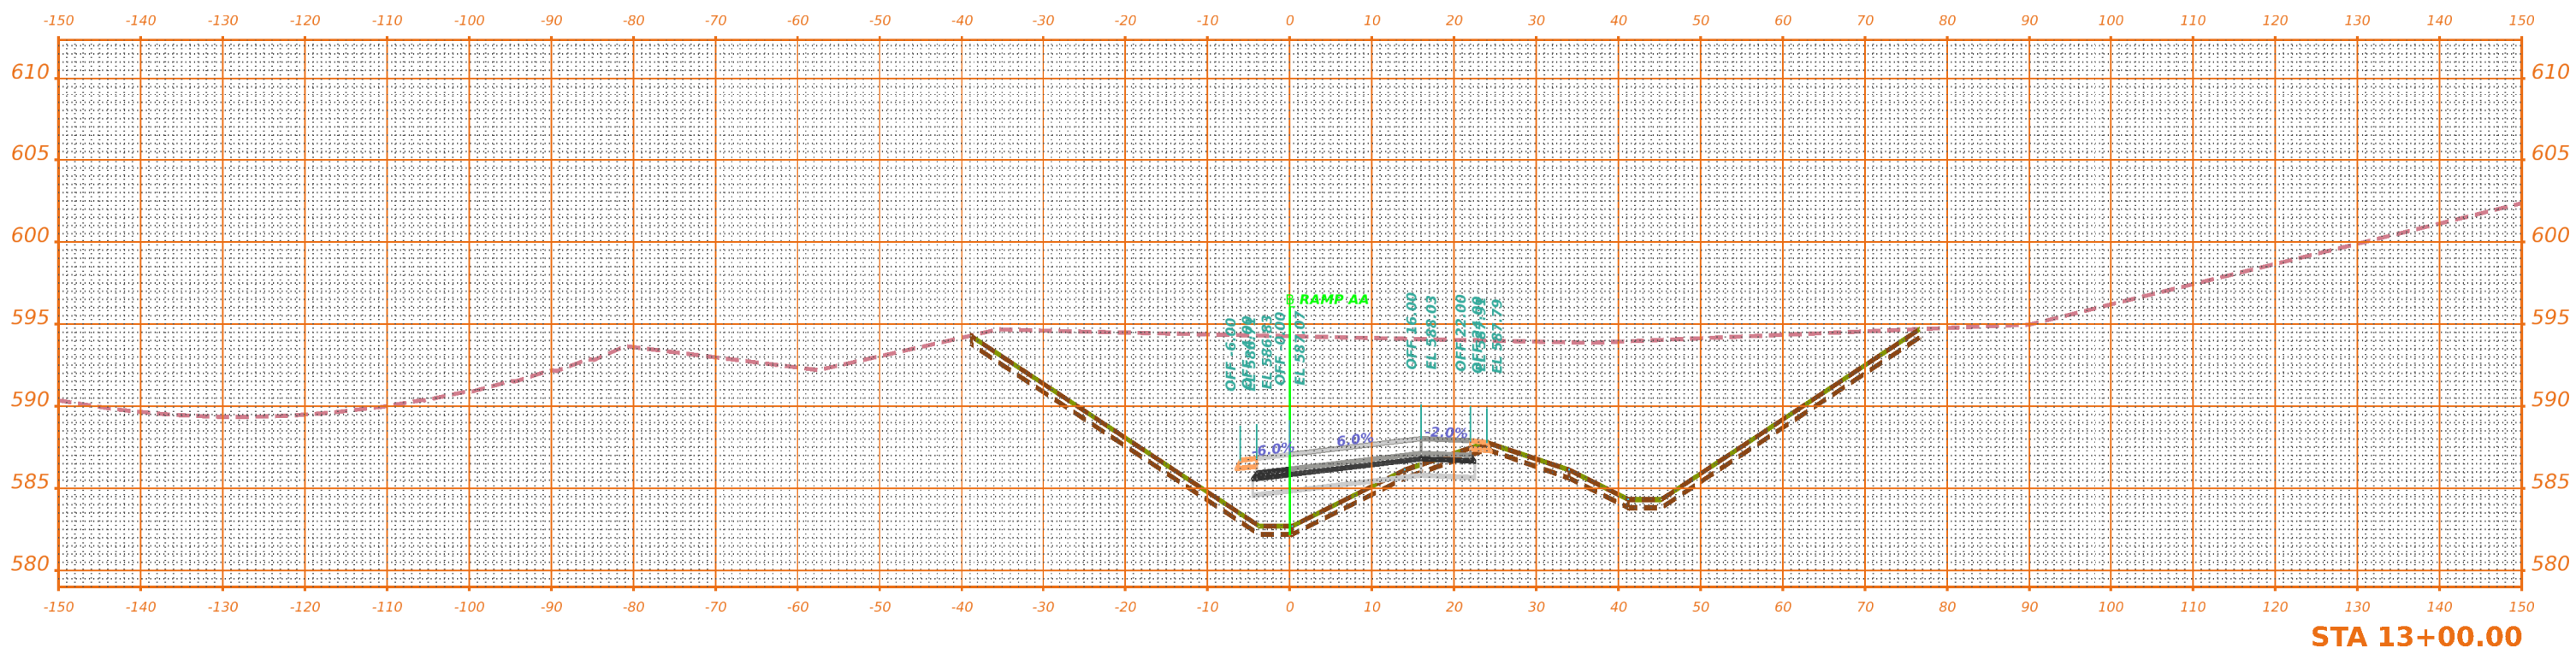 -150 -140 -130 -120 -110 -100 -90 -80 -70 -60 -50 -40 -30 -20 -10 0 10 20 30 40 50 60 70 80 90 100 110 120 130 140 150
610 610
605 605
600 600
595 595
590 590
585 585
580 580
RAMP AA
OFF -6.00
EL 586.83
OFF -0.00
EL 587.07
OFF 16.00
EL 588.03
OFF 22.00
EL 587.79
-6.0%
6.0%
-2.0%
-150 -140 -130 -120 -110 -100 -90 -80 -70 -60 -50 -40 -30 -20 -10 0 10 20 30 40 50 60 70 80 90 100 110 120 130 140 150
STA 13+00.00